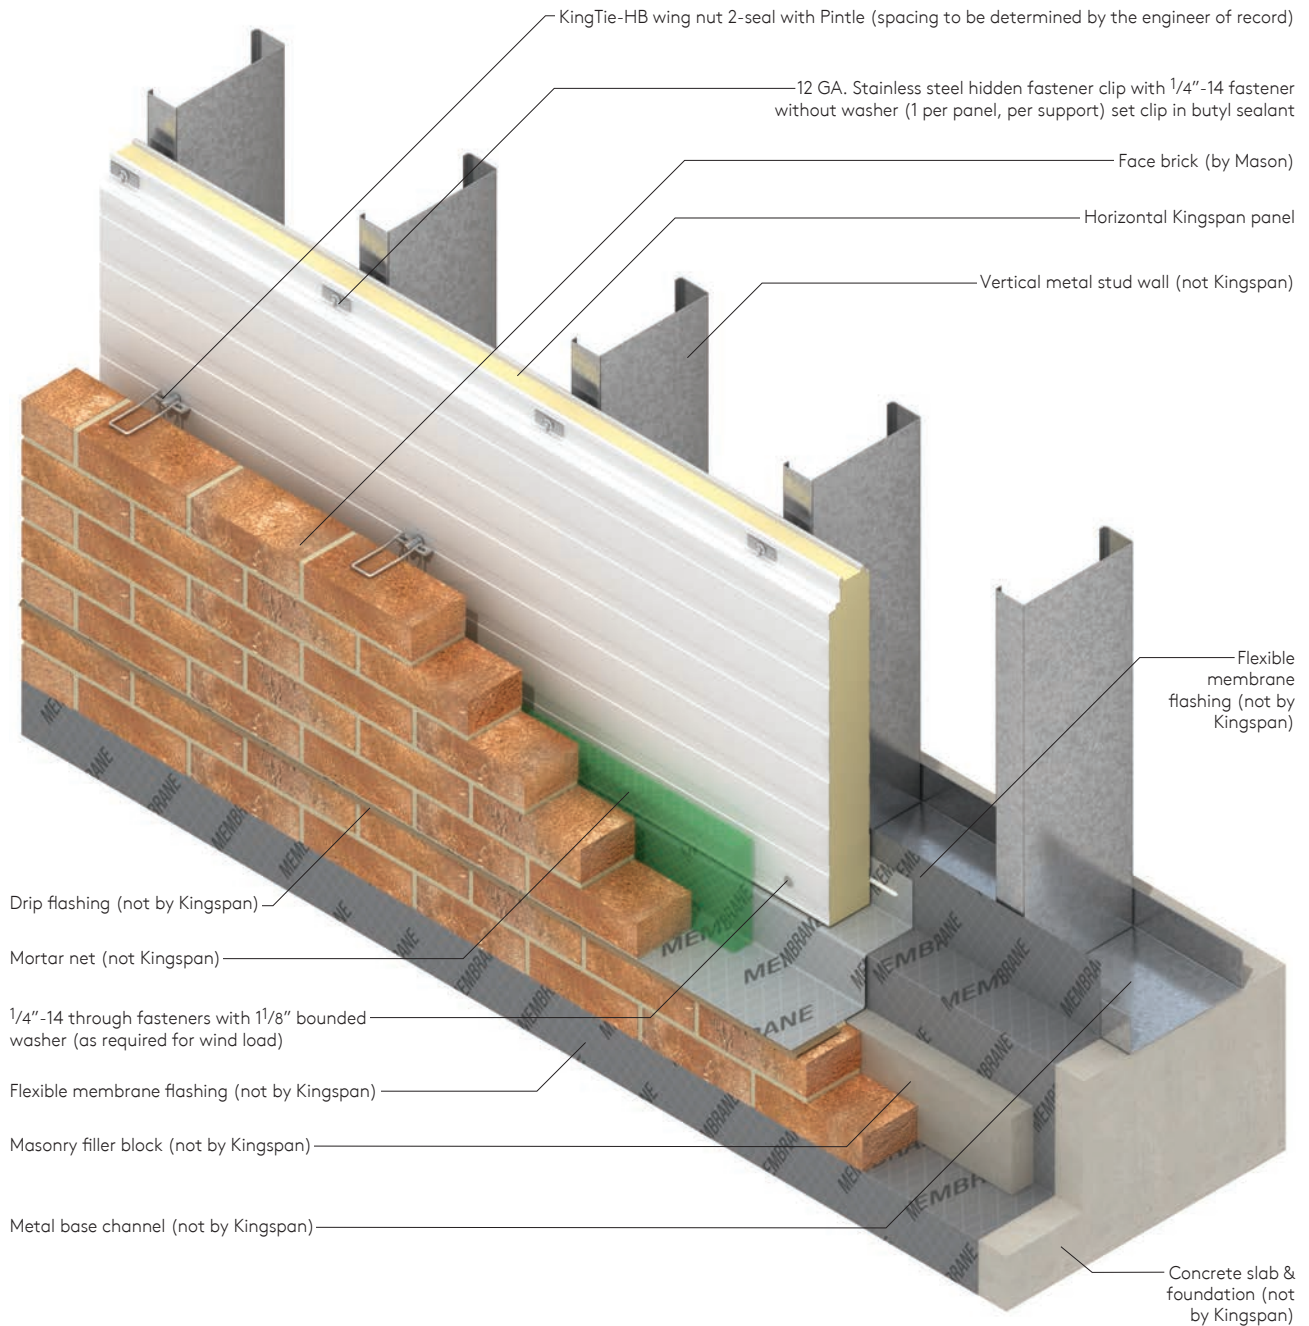 KingTie-HB wing nut 2-seal with Pintle (spacing to be determined by the engineer of record)
12 GA. Stainless steel hidden fastener clip with 1/4"-14 fastener
without washer (1 per panel, per support) set clip in butyl sealant
Face brick (by Mason)
Horizontal Kingspan panel
Vertical metal stud wall (not Kingspan)
Flexible
membrane
flashing (not by
Kingspan)
Drip flashing (not by Kingspan)
Mortar net (not Kingspan)
1/4"-14 through fasteners with 11/8" bounded
washer (as required for wind load)
Flexible membrane flashing (not by Kingspan)
Masonry filler block (not by Kingspan)
Metal base channel (not by Kingspan)
Concrete slab &
foundation (not
by Kingspan)
MEMBRANE
MEMBRANE
MEMBRANE
MEMBRANE
MEMBRANE
MEMBRANE